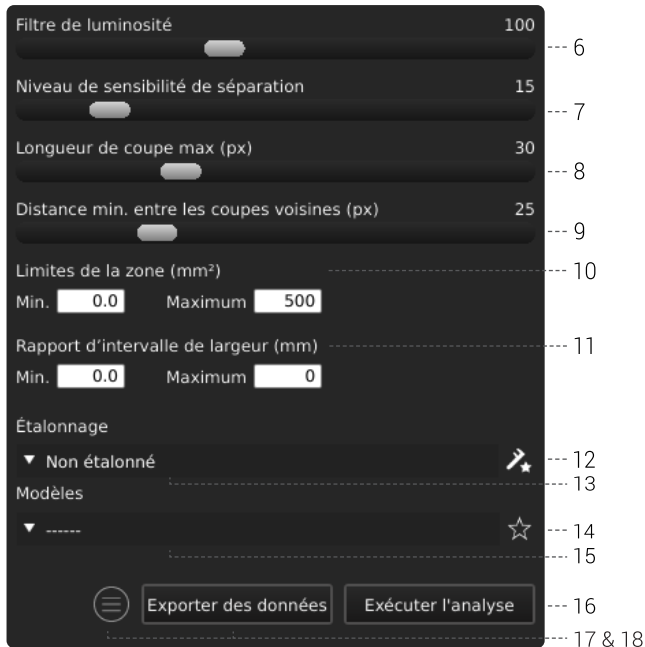 Filtre de luminosité 100
6
Niveau de sensibilité de séparation 15
7
Longueur de coupe max (px) 30
8
Distance min. entre les coupes voisines (px) 25
9
Limites de la zone (mm²) 10
Min. 0.0 Maximum 500
Rapport d’intervalle de largeur (mm) 11
Min. 0.0 Maximum 0
Étalonnage
Non étalonné 12
13
Modèles
------ 14
15
Exporter des données Exécuter l'analyse 16
17 & 18